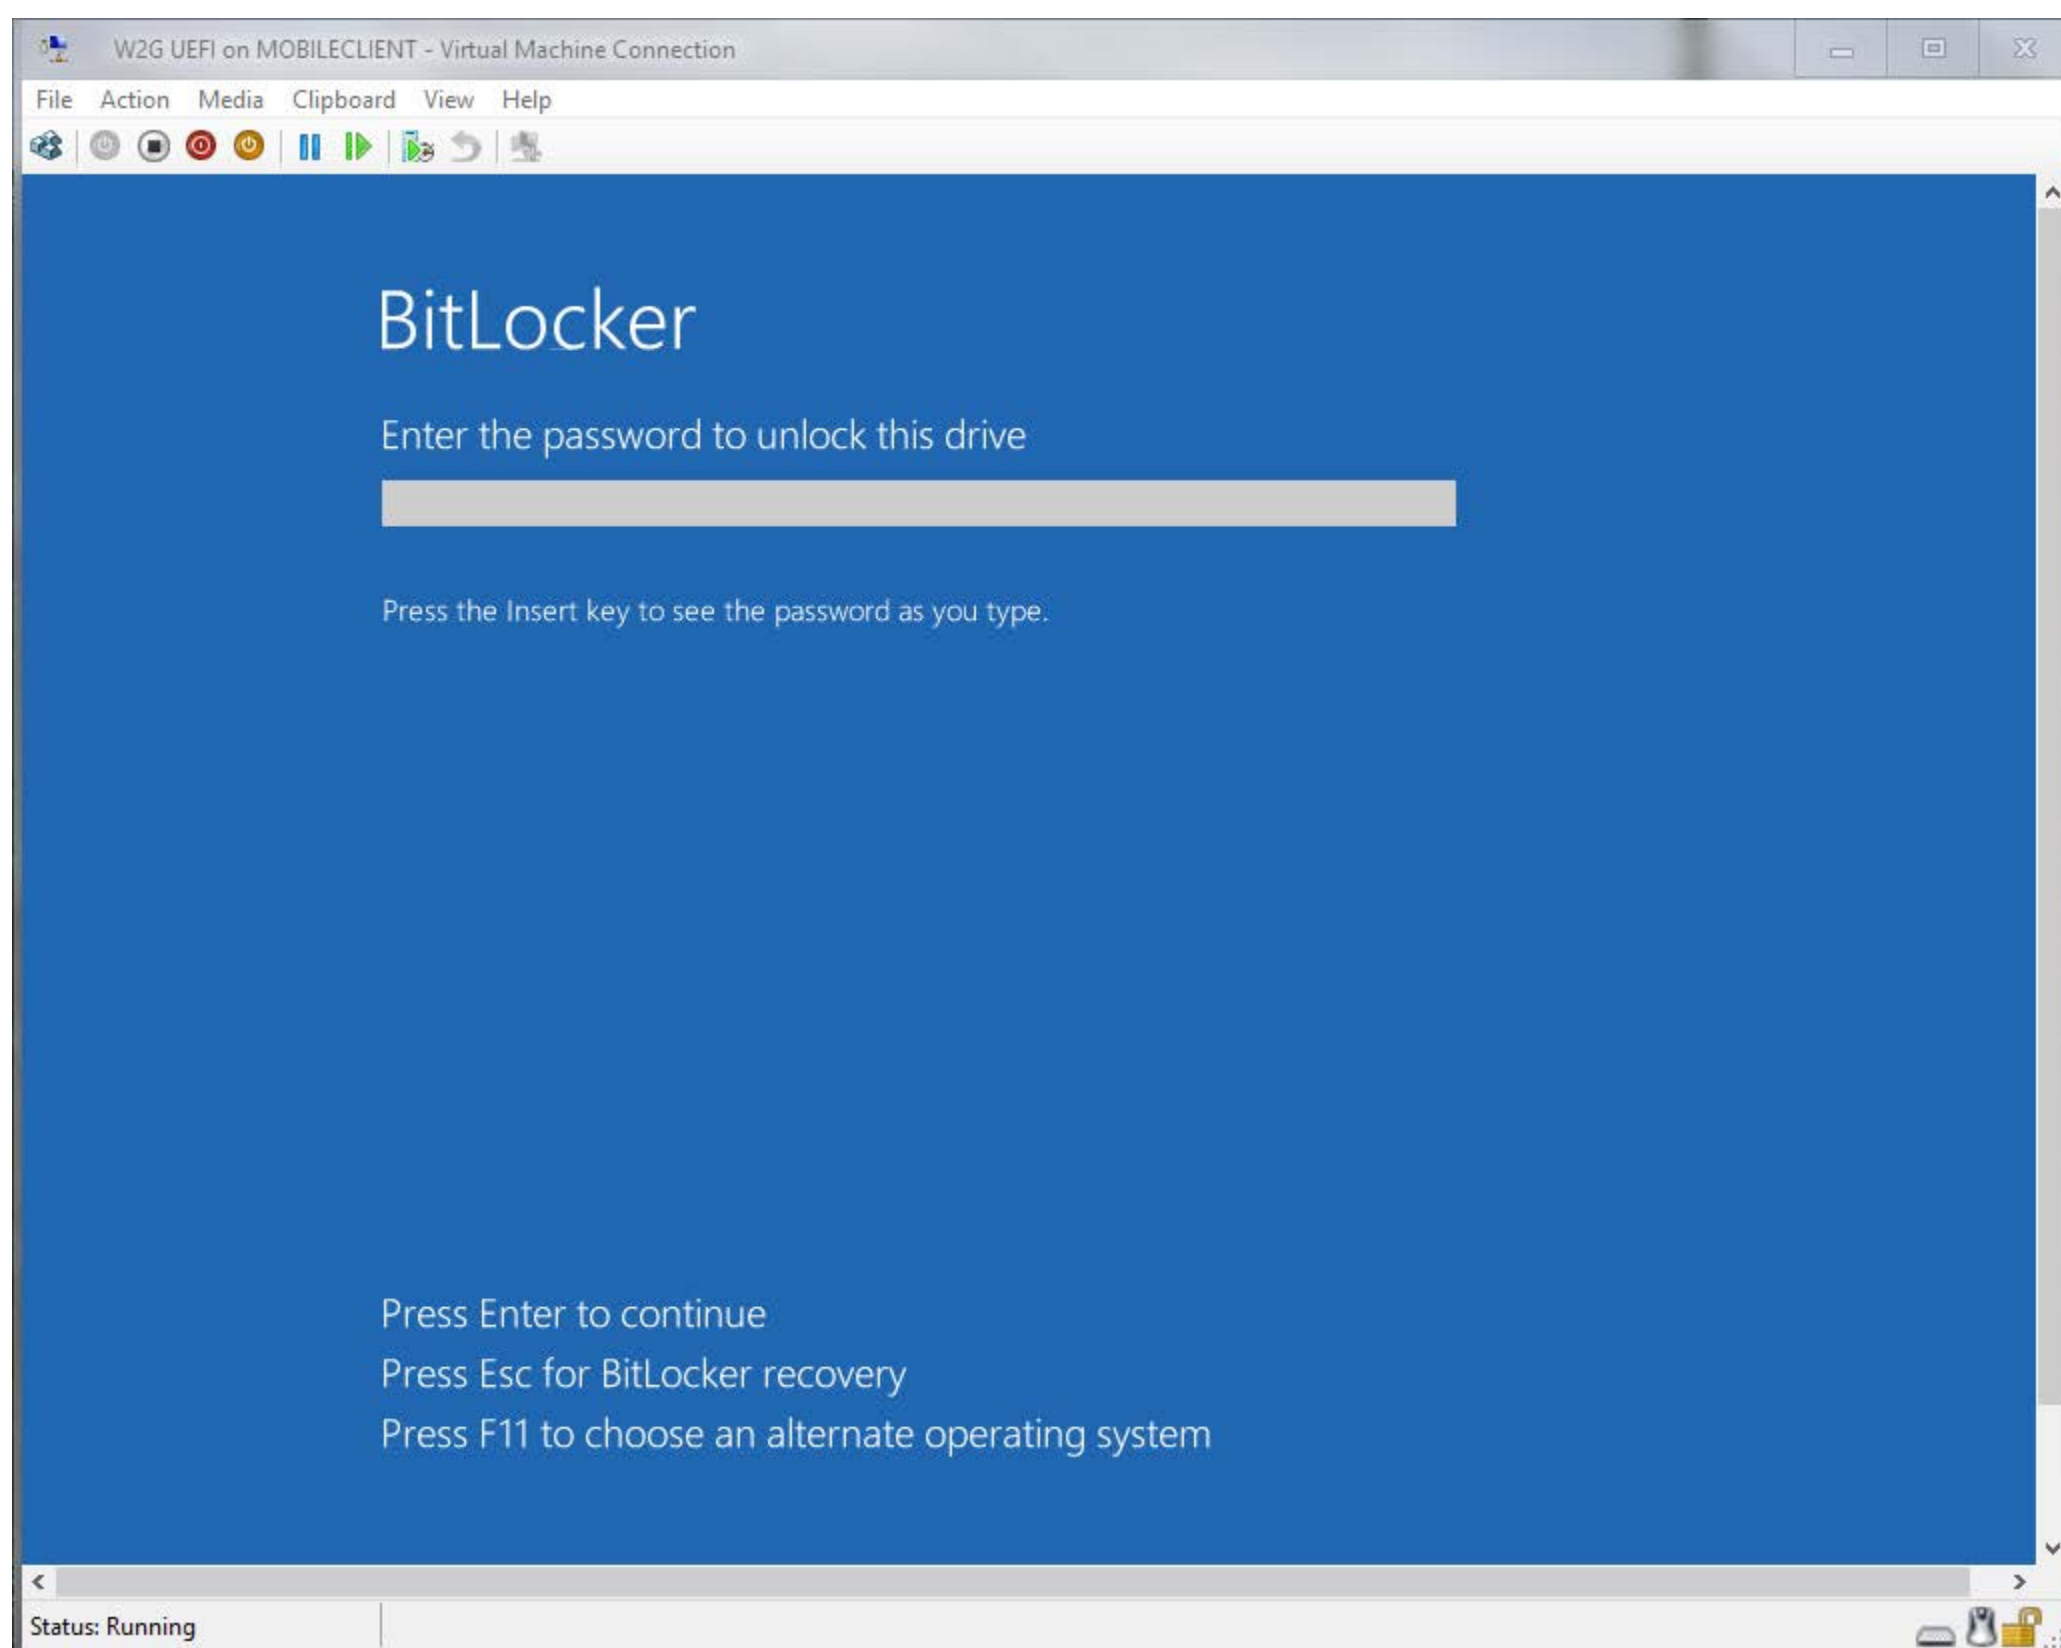 W2G UEFI on MOBILECLIENT - Virtual Machine Connection
File Action Media Clipboard View Help
BitLocker
Enter the password to unlock this drive
Press the Insert key to see the password as you type.
Press Enter to continue
Press Esc for BitLocker recovery
Press F11 to choose an alternate operating system
Status: Running